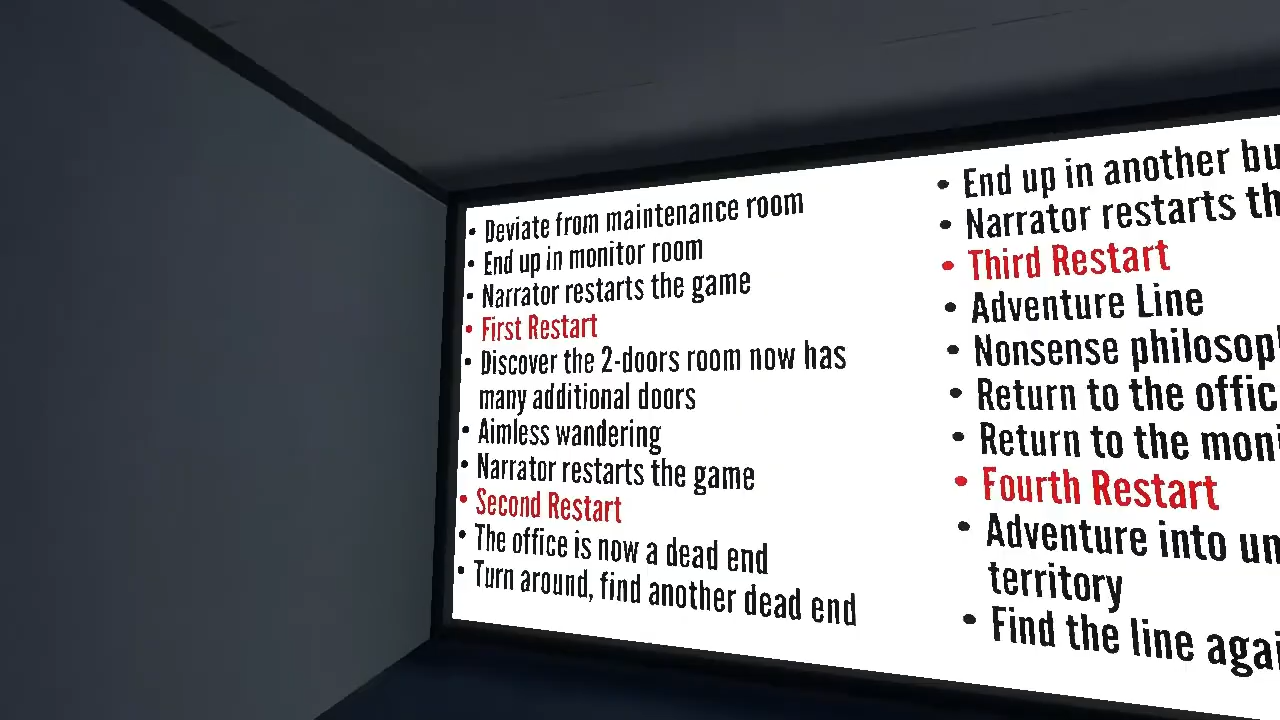 • Deviate from maintenance room
• End up in monitor room
• Narrator restarts the game
• First Restart
• Discover the 2-doors room now has
many additional doors
• Aimless wandering
• Narrator restarts the game
• Second Restart
• The office is now a dead end
• Turn around, find another dead end
• End up in another
• Narrator restarts
• Third Restart
• Adventure Line
• Nonsense
• Return to the
• Return to the
• Fourth Restart
• Adventure into
territory
• Find the line